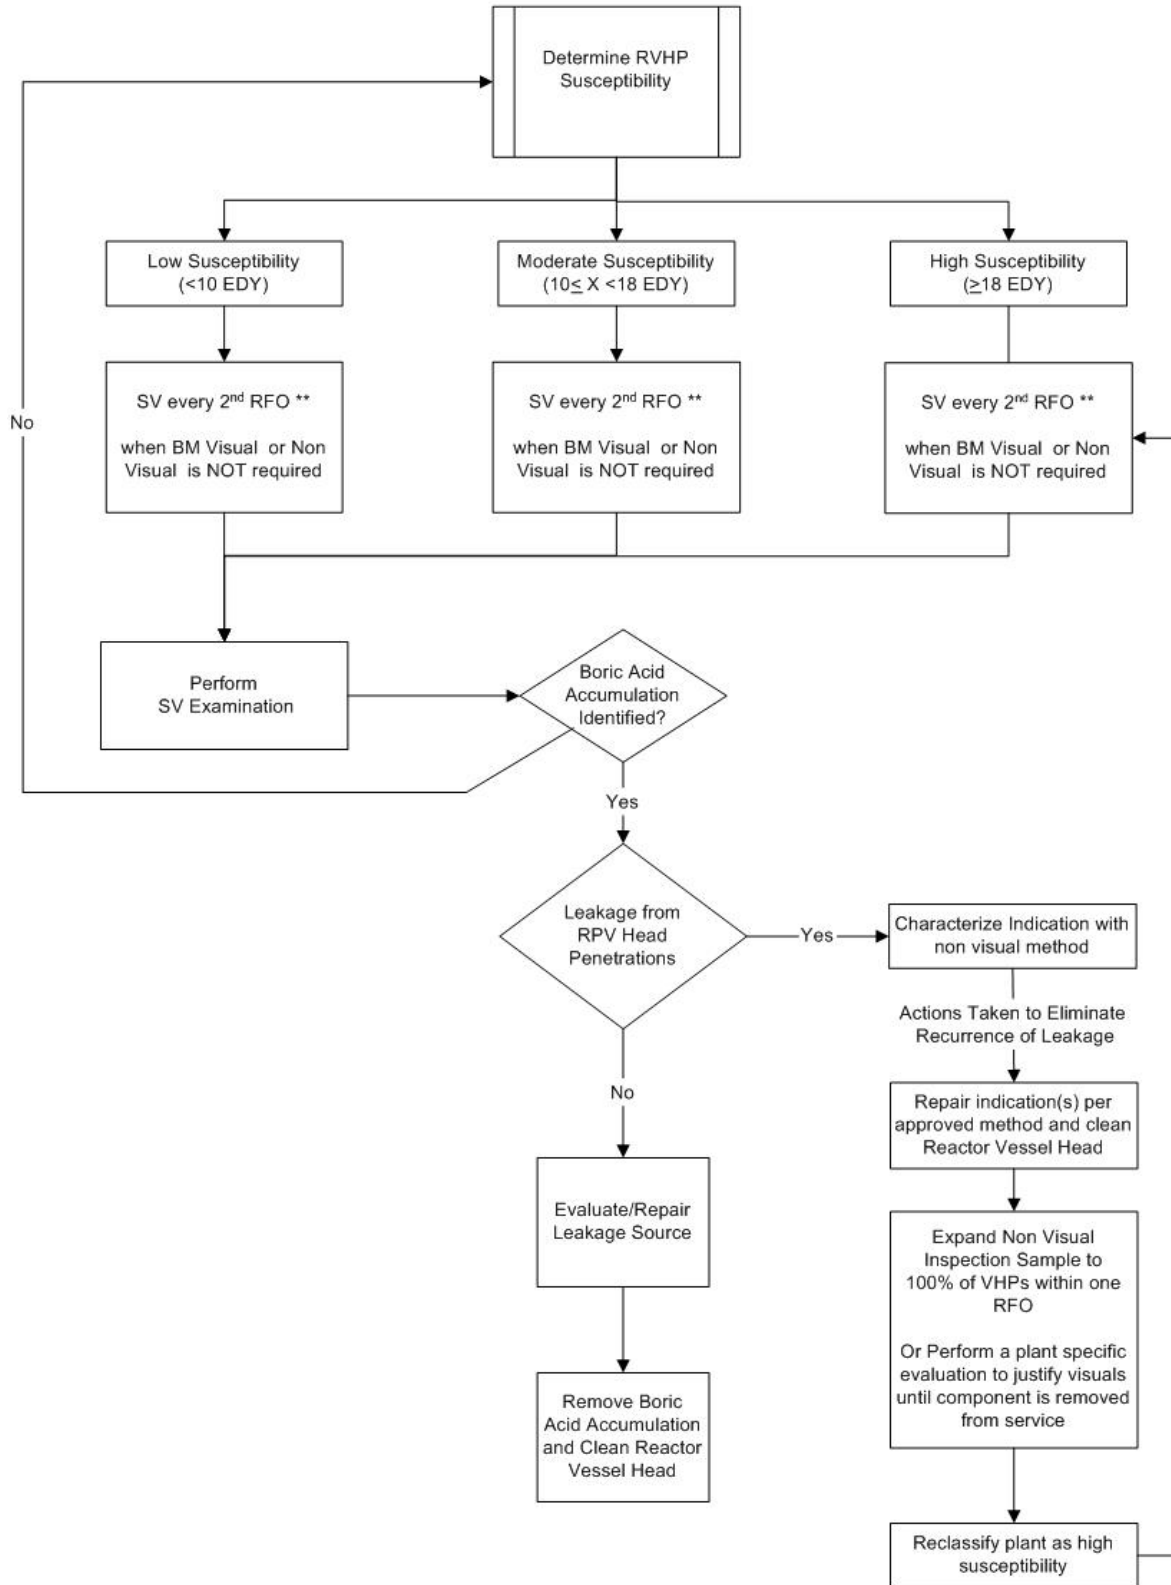 Determine RVHP
Susceptibility
Low Susceptibility
(<10 EDY)
Moderate Susceptibility
(10≤ X <18 EDY)
High Susceptibility
(≥18 EDY)
No
SV every 2nd RFO **
when BM Visual or Non
Visual is NOT required
SV every 2nd RFO **
when BM Visual or Non
Visual is NOT required
SV every 2nd RFO **
when BM Visual or Non
Visual is NOT required
Perform
SV Examination
Boric Acid
Accumulation
Identified?
Yes
Leakage from
RPV Head
Penetrations
Yes
Characterize Indication with
non visual method
Actions Taken to Eliminate
Recurrence of Leakage
No
Repair indication(s) per
approved method and clean
Reactor Vessel Head
Evaluate/Repair
Leakage Source
Expand Non Visual
Inspection Sample to
100% of VHPs within one
RFO
Or Perform a plant specific
evaluation to justify visuals
until component is removed
from service
Remove Boric
Acid Accumulation
and Clean Reactor
Vessel Head
Reclassify plant as high
susceptibility